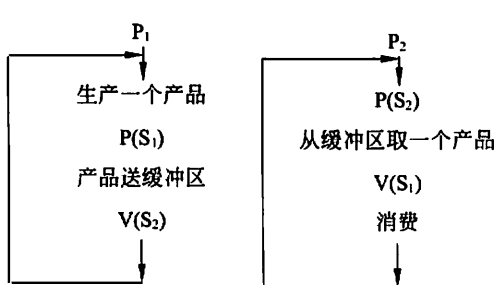 P₁
生产一个产品
P(S₁)
产品送缓冲区
V(S₂)
P₂
P(S₂)
从缓冲区取一个产品
V(S₁)
消费